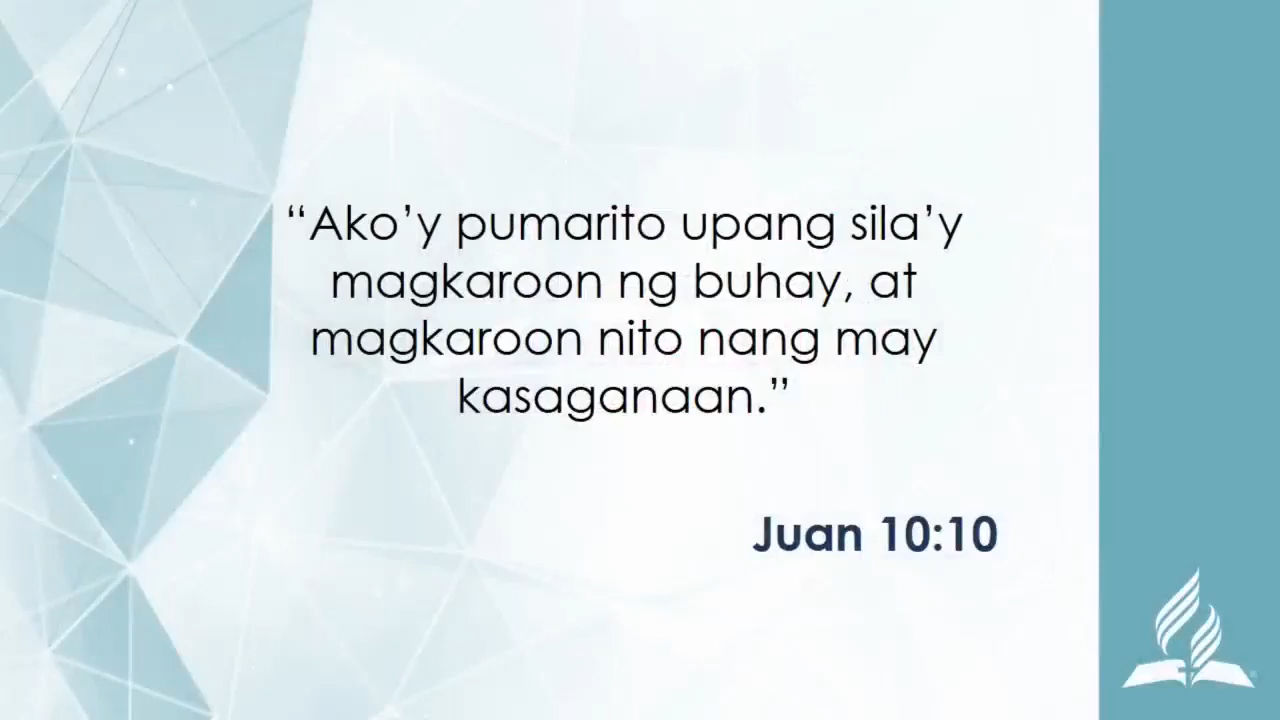 “Ako’y pumarito upang sila’y
magkaroon ng buhay, at
magkaroon nito nang may
kasaganaan.”
Juan 10:10